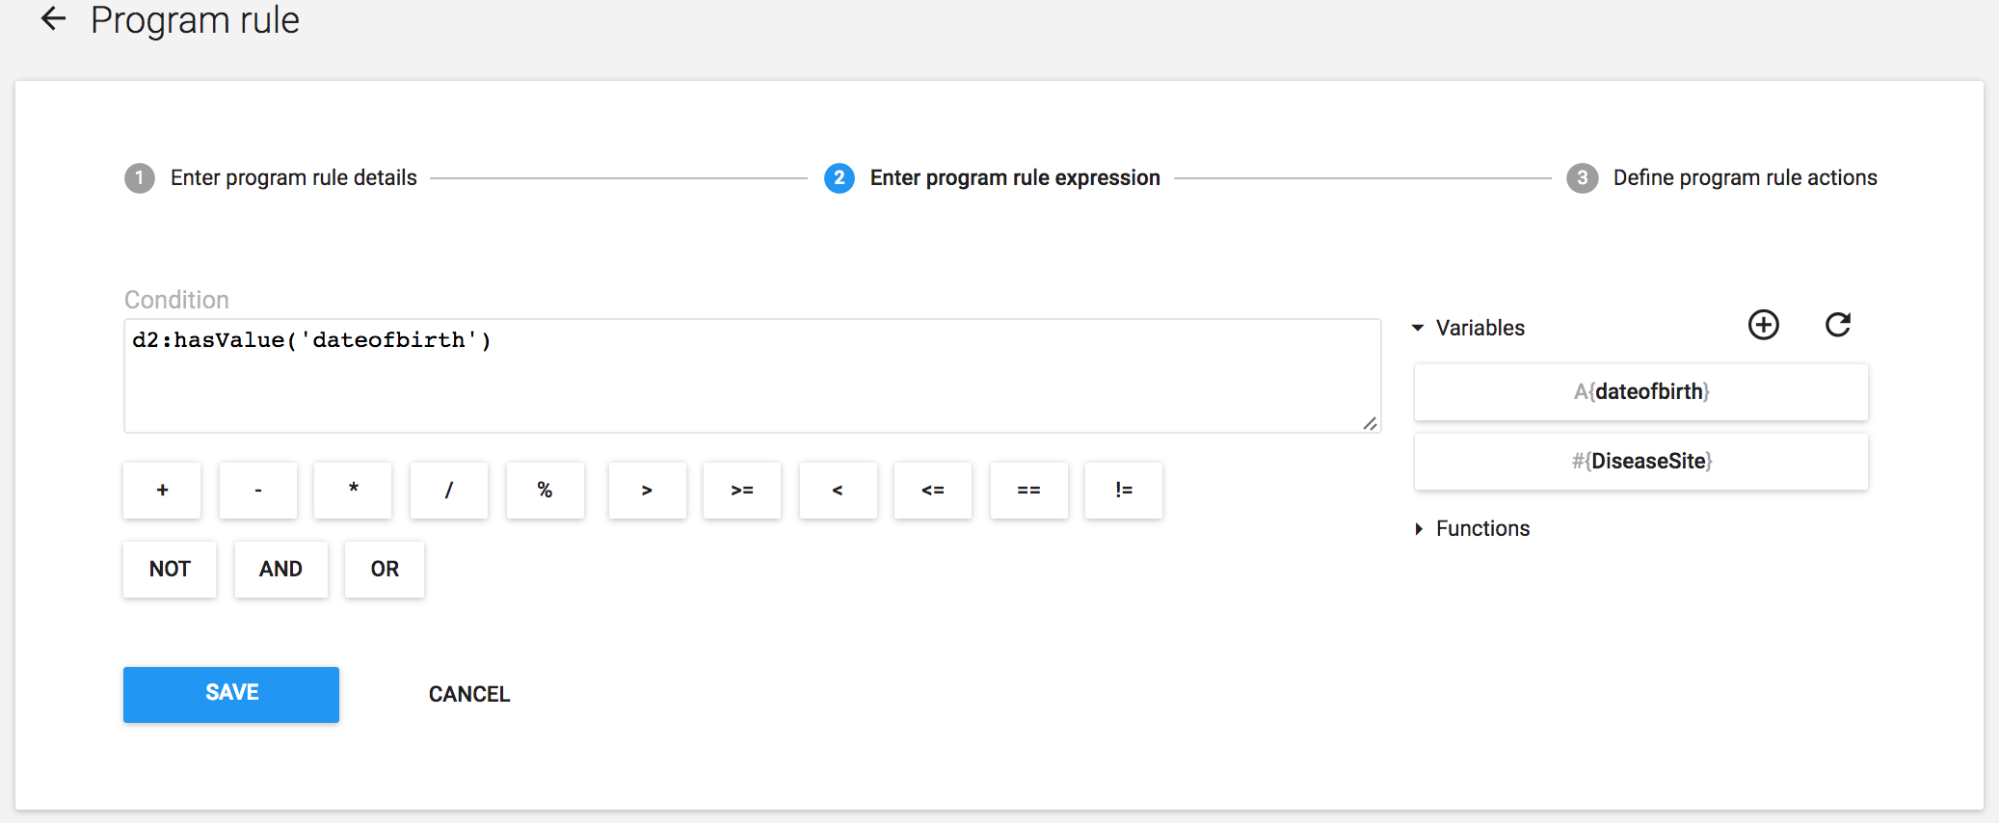 Program rule
1 Enter program rule details
2 Enter program rule expression
3 Define program rule actions
Condition
d2:hasValue('dateofbirth')
+ - * / % > >= < <= == !=
NOT AND OR
SAVE CANCEL
Variables
A{dateofbirth}
#{DiseaseSite}
Functions